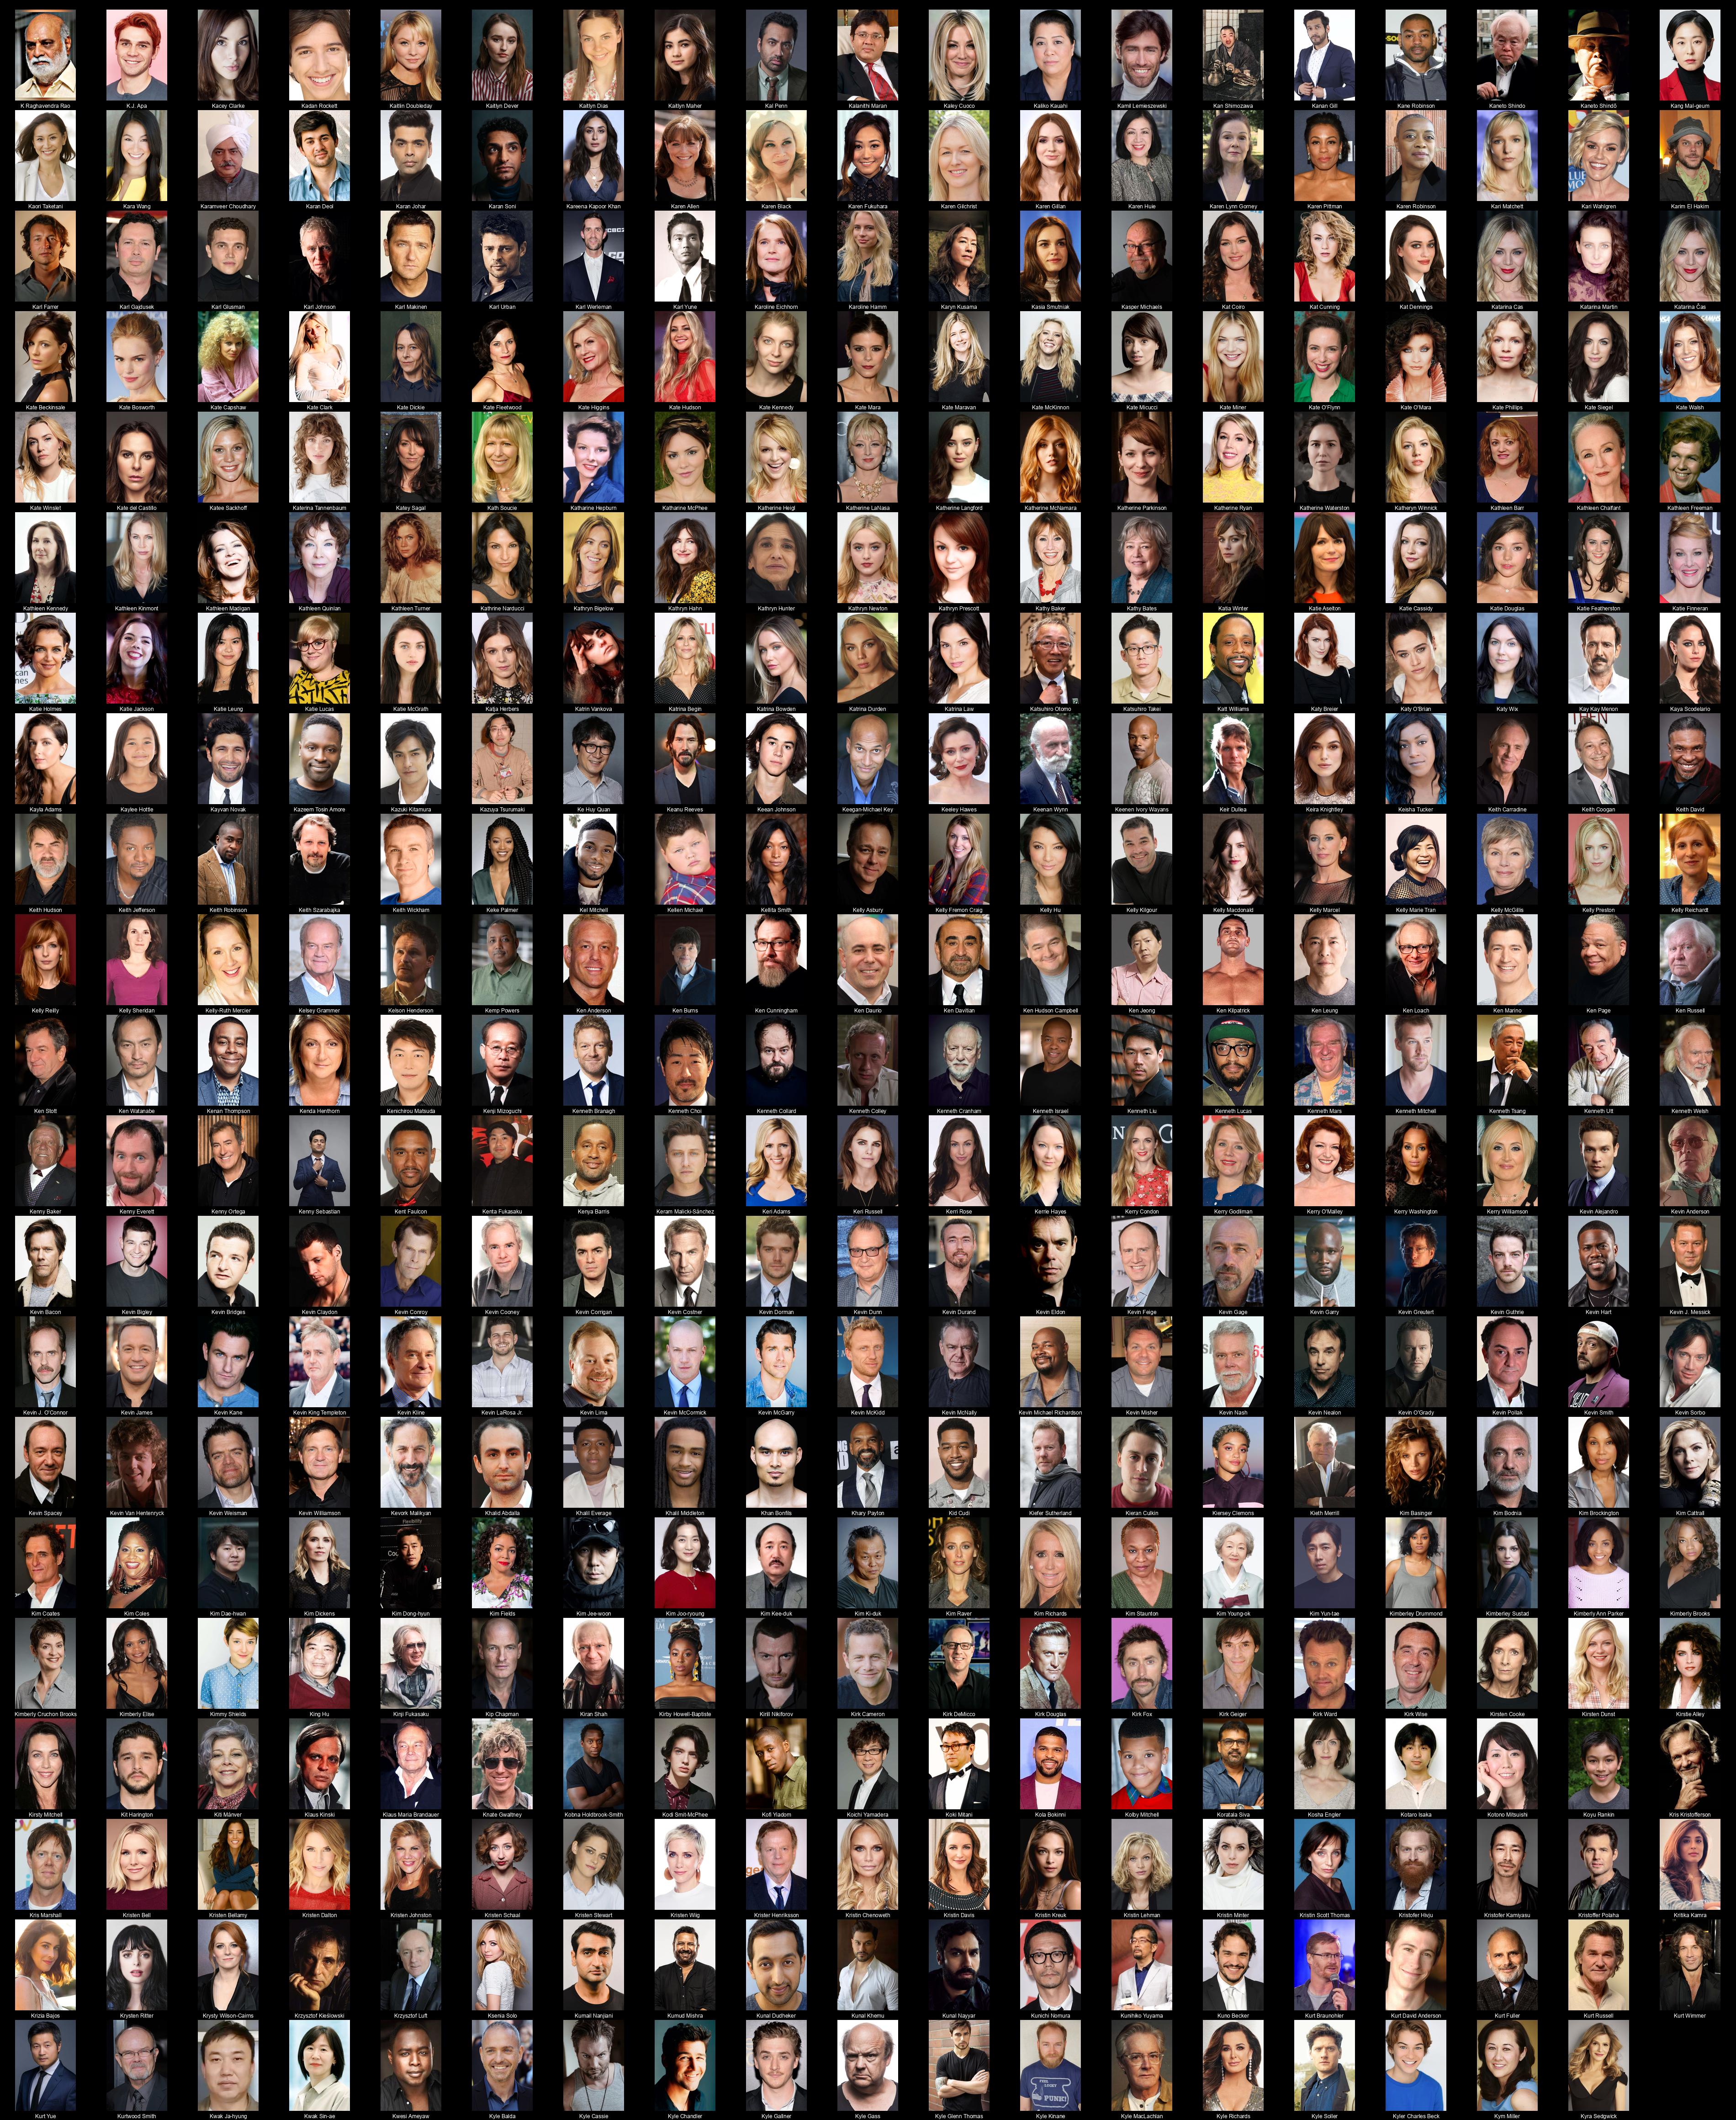 K Raghavendra Rao K.J. Apa Kacey Clarke Kadan Rockett Kaitlin Doubleday Kaitlyn Dever Kaitlyn Dias Kaitlyn Maher Kal Penn Kalanithi Maran Kaley Cuoco Kaliko Kauahi Kamil Lemieszewski Kan Shimozawa Kanan Gill Kane Robinson Kaneto Shindo Kaneto Shindō Kang Mal-geum
Kaori Taketani Kara Wang Karamveer Choudhary Karan Deol Karan Johar Karan Soni Kareena Kapoor Khan Karen Allen Karen Black Karen Fukuhara Karen Gilchrist Karen Gillan Karen Huie Karen Lynn Gorney Karen Pittman Karen Robinson Kari Matchett Kari Wahlgren Karim El Hakim
Karl Farrer Karl Gajdusek Karl Glusman Karl Johnson Karl Makinen Karl Urban Karl Werleman Karl Yune Karoline Eichhorn Karoline Hamm Karyn Kusama Kasia Smutniak Kasper Michaels Kat Coiro Kat Cunning Kat Dennings Katarina Cas Katarina Martin Katarina Čas
Kate Beckinsale Kate Bosworth Kate Capshaw Kate Clark Kate Dickie Kate Fleetwood Kate Higgins Kate Hudson Kate Kennedy Kate Mara Kate Maravan Kate McKinnon Kate Micucci Kate Miner Kate O'Flynn Kate O'Mara Kate Phillips Kate Siegel Kate Walsh
Kate Winslet Kate del Castillo Katee Sackhoff Katerina Tannenbaum Katey Sagal Kath Soucie Katharine Hepburn Katharine McPhee Katherine Heigl Katherine LaNasa Katherine Langford Katherine McNamara Katherine Parkinson Katherine Ryan Katherine Waterston Katheryn Winnick Kathleen Barr Kathleen Chalfant Kathleen Freeman
Kathleen Kennedy Kathleen Kinmont Kathleen Madigan Kathleen Quinlan Kathleen Turner Kathrine Narducci Kathryn Bigelow Kathryn Hahn Kathryn Hunter Kathryn Newton Kathryn Prescott Kathy Baker Kathy Bates Katia Winter Katie Aselton Katie Cassidy Katie Douglas Katie Featherston Katie Finneran
Katie Holmes Katie Jackson Katie Leung Katie Lucas Katie McGrath Katja Herbers Katrin Vankova Katrina Begin Katrina Bowden Katrina Durden Katrina Law Katsuhiro Otomo Katsuhiro Takei Katt Williams Katy Breier Katy O'Brian Katy Wix Kay Kay Menon Kaya Scodelario
Kayla Adams Kaylee Hottle Kayvan Novak Kazeem Tosin Amore Kazuki Kitamura Kazuya Tsurumaki Ke Huy Quan Keanu Reeves Keean Johnson Keegan-Michael Key Keeley Hawes Keenan Wynn Keenen Ivory Wayans Keir Dullea Keira Knightley Keisha Tucker Keith Carradine Keith Coogan Keith David
Keith Hudson Keith Jefferson Keith Robinson Keith Szarabajka Keith Wickham Keke Palmer Kel Mitchell Kellen Michael Kellita Smith Kelly Asbury Kelly Fremon Craig Kelly Hu Kelly Kilgour Kelly Macdonald Kelly Marcel Kelly Marie Tran Kelly McGillis Kelly Preston Kelly Reichardt
Kelly Reilly Kelly Sheridan Kelly-Ruth Mercier Kelsey Grammer Kelson Henderson Kemp Powers Ken Anderson Ken Burns Ken Cunningham Ken Daurio Ken Davitian Ken Hudson Campbell Ken Jeong Ken Kilpatrick Ken Leung Ken Loach Ken Marino Ken Page Ken Russell
Ken Stott Ken Watanabe Kenan Thompson Kenda Henthorn Kenichirou Matsuda Kenji Mizoguchi Kenneth Branagh Kenneth Choi Kenneth Collard Kenneth Colley Kenneth Cranham Kenneth Israel Kenneth Liu Kenneth Lucas Kenneth Mars Kenneth Mitchell Kenneth Tsang Kenneth Utt Kenneth Welsh
Kenny Baker Kenny Everett Kenny Ortega Kenny Sebastian Kent Faulcon Kenta Fukasaku Kenya Barris Keram Malicki-Sánchez Keri Adams Keri Russell Kerri Rose Kerrie Hayes Kerry Condon Kerry Godliman Kerry O'Malley Kerry Washington Kerry Williamson Kevin Alejandro Kevin Anderson
Kevin Bacon Kevin Bigley Kevin Bridges Kevin Claydon Kevin Conroy Kevin Cooney Kevin Corrigan Kevin Costner Kevin Dorman Kevin Dunn Kevin Durand Kevin Eldon Kevin Feige Kevin Gage Kevin Garry Kevin Greutert Kevin Guthrie Kevin Hart Kevin J. Messick
Kevin J. O'Connor Kevin James Kevin Kane Kevin King Templeton Kevin Kline Kevin LaRosa Jr. Kevin Lima Kevin McCormick Kevin McGarry Kevin McKidd Kevin McNally Kevin Michael Richardson Kevin Misher Kevin Nash Kevin Nealon Kevin O'Grady Kevin Pollak Kevin Smith Kevin Sorbo
Kevin Spacey Kevin Van Hentenryck Kevin Weisman Kevin Williamson Kevork Malikyan Khalid Abdalla Khalil Everage Khalil Middleton Khan Bonfils Khary Payton Kid Cudi Kiefer Sutherland Kieran Culkin Kiersey Clemons Kieth Merrill Kim Basinger Kim Bodnia Kim Brockington Kim Cattrall
Kim Coates Kim Coles Kim Dae-hwan Kim Dickens Kim Dong-hyun Kim Fields Kim Jee-woon Kim Joo-ryoung Kim Kee-duk Kim Ki-duk Kim Raver Kim Richards Kim Staunton Kim Young-ok Kim Yun-tae Kimberley Drummond Kimberley Sustad Kimberly Ann Parker Kimberly Brooks
Kimberly Cruchon Brooks Kimberly Elise Kimmy Shields King Hu Kinji Fukasaku Kip Chapman Kiran Shah Kirby Howell-Baptiste Kirill Nikiforov Kirk Cameron Kirk DeMicco Kirk Douglas Kirk Fox Kirk Geiger Kirk Ward Kirk Wise Kirsten Cooke Kirsten Dunst Kirstie Alley
Kirsty Mitchell Kit Harington Kiti Mánver Klaus Kinski Klaus Maria Brandauer Knate Gwaltney Kobna Holdbrook-Smith Kodi Smit-McPhee Kofi Yiadom Koichi Yamadera Koki Mitani Kola Bokinni Kolby Mitchell Koratala Siva Kosha Engler Kotaro Isaka Kotono Mitsuishi Koyu Rankin Kris Kristofferson
Kris Marshall Kristen Bell Kristen Bellamy Kristen Dalton Kristen Johnston Kristen Schaal Kristen Stewart Kristen Wiig Krister Henriksson Kristin Chenoweth Kristin Davis Kristin Kreuk Kristin Lehman Kristin Minter Kristin Scott Thomas Kristofer Hivju Kristofer Kamiyasu Kristoffer Polaha Kritika Kamra
Krizia Bajos Krysten Ritter Krysty Wilson-Cairns Krzysztof Kieślowski Krzysztof Luft Ksenia Solo Kumail Nanjiani Kumud Mishra Kunal Dudheker Kunal Khemu Kunal Nayyar Kunichi Nomura Kunihiko Yuyama Kuno Becker Kurt Braunohler Kurt David Anderson Kurt Fuller Kurt Russell Kurt Wimmer
Kurt Yue Kurtwood Smith Kwak Ja-hyung Kwak Sin-ae Kwesi Ameyaw Kyle Balda Kyle Cassie Kyle Chandler Kyle Gallner Kyle Gass Kyle Glenn Thomas Kyle Kinane Kyle MacLachlan Kyle Richards Kyle Soller Kyler Charles Beck Kym Miller Kyra Sedgwick